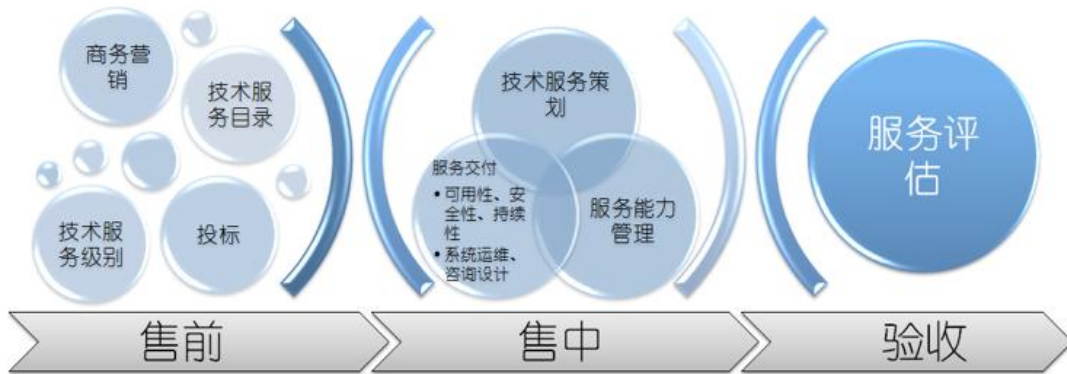 商务营
销
技术服
务目录
技术服
务级别
投标
技术服务策
划
服务交付
• 可用性、安
全性、持续
性
• 系统运维、
咨询设计
服务能力
管理
服务评
估
售前
售中
验收